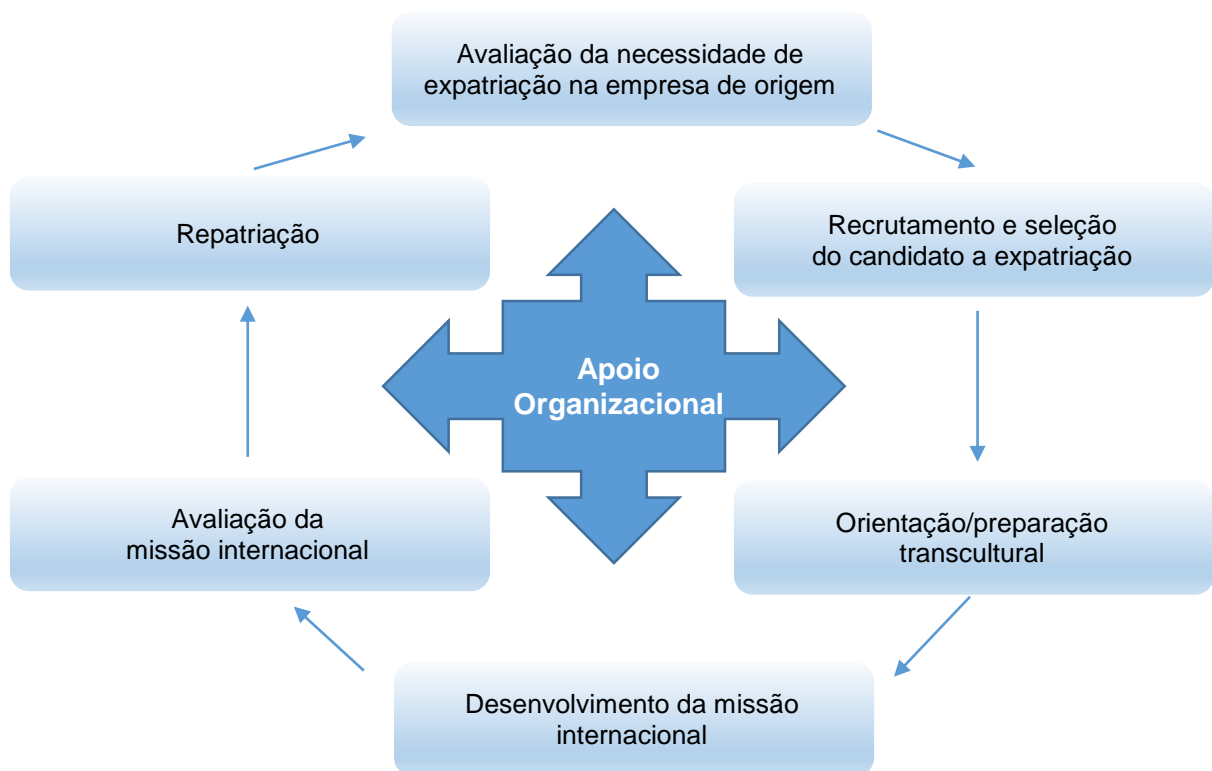 Avaliação da necessidade de
expatriação na empresa de origem
Recrutamento e seleção
do candidato a expatriação
Orientação/preparação
transcultural
Desenvolvimento da missão
internacional
Avaliação da
missão internacional
Repatriação
Apoio
Organizacional